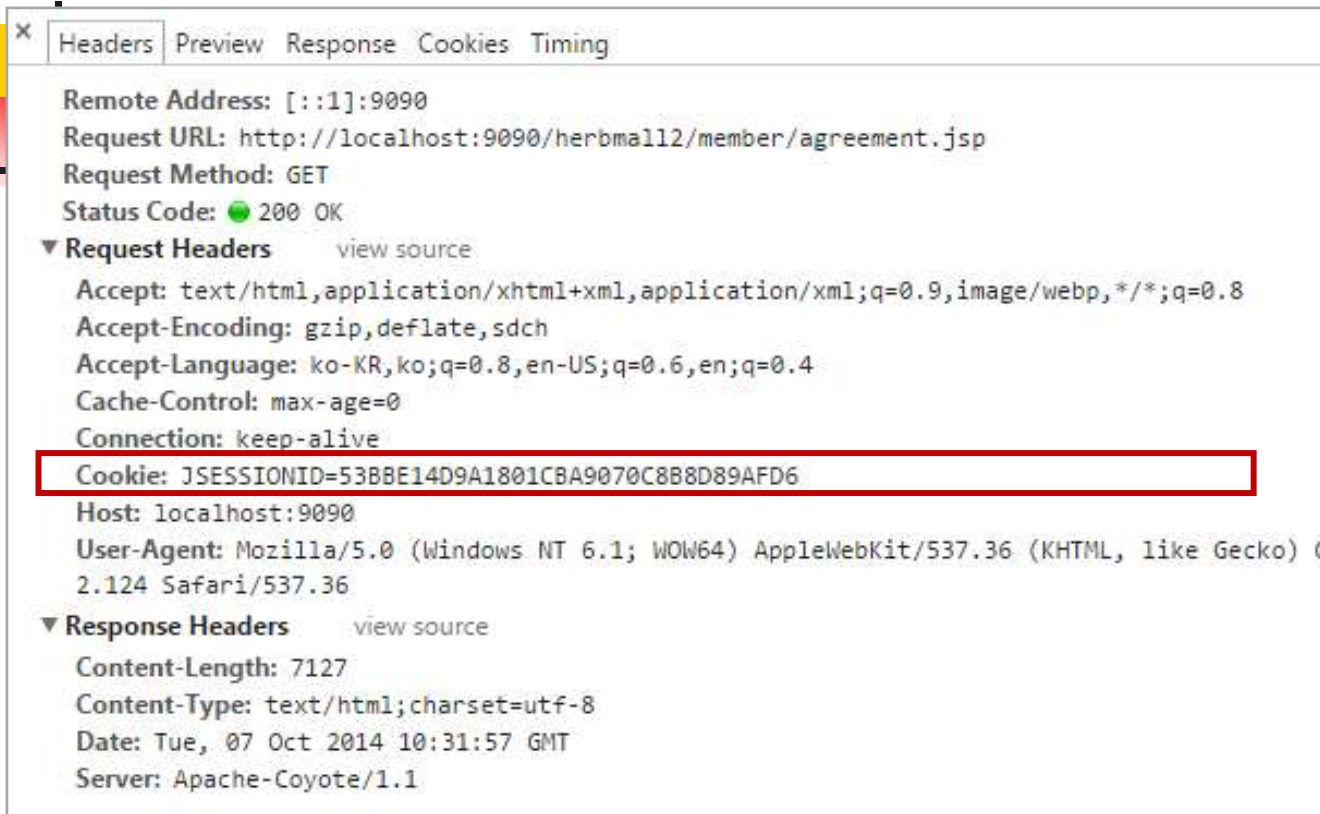 × Headers Preview Response Cookies Timing
Remote Address: [::1]:9090
Request URL: http://localhost:9090/herbmall2/member/agreement.jsp
Request Method: GET
Status Code: 200 OK
▼ Request Headers view source
Accept: text/html,application/xhtml+xml,application/xml;q=0.9,image/webp,*/*;q=0.8
Accept-Encoding: gzip,deflate,sdch
Accept-Language: ko-KR,ko;q=0.8,en-US;q=0.6,en;q=0.4
Cache-Control: max-age=0
Connection: keep-alive
Cookie: JSESSIONID=53BBE14D9A1801CBA9070C8B8D89AFD6
Host: localhost:9090
User-Agent: Mozilla/5.0 (Windows NT 6.1; WOW64) AppleWebKit/537.36 (KHTML, like Gecko)
2.124 Safari/537.36
▼ Response Headers view source
Content-Length: 7127
Content-Type: text/html;charset=utf-8
Date: Tue, 07 Oct 2014 10:31:57 GMT
Server: Apache-Coyote/1.1